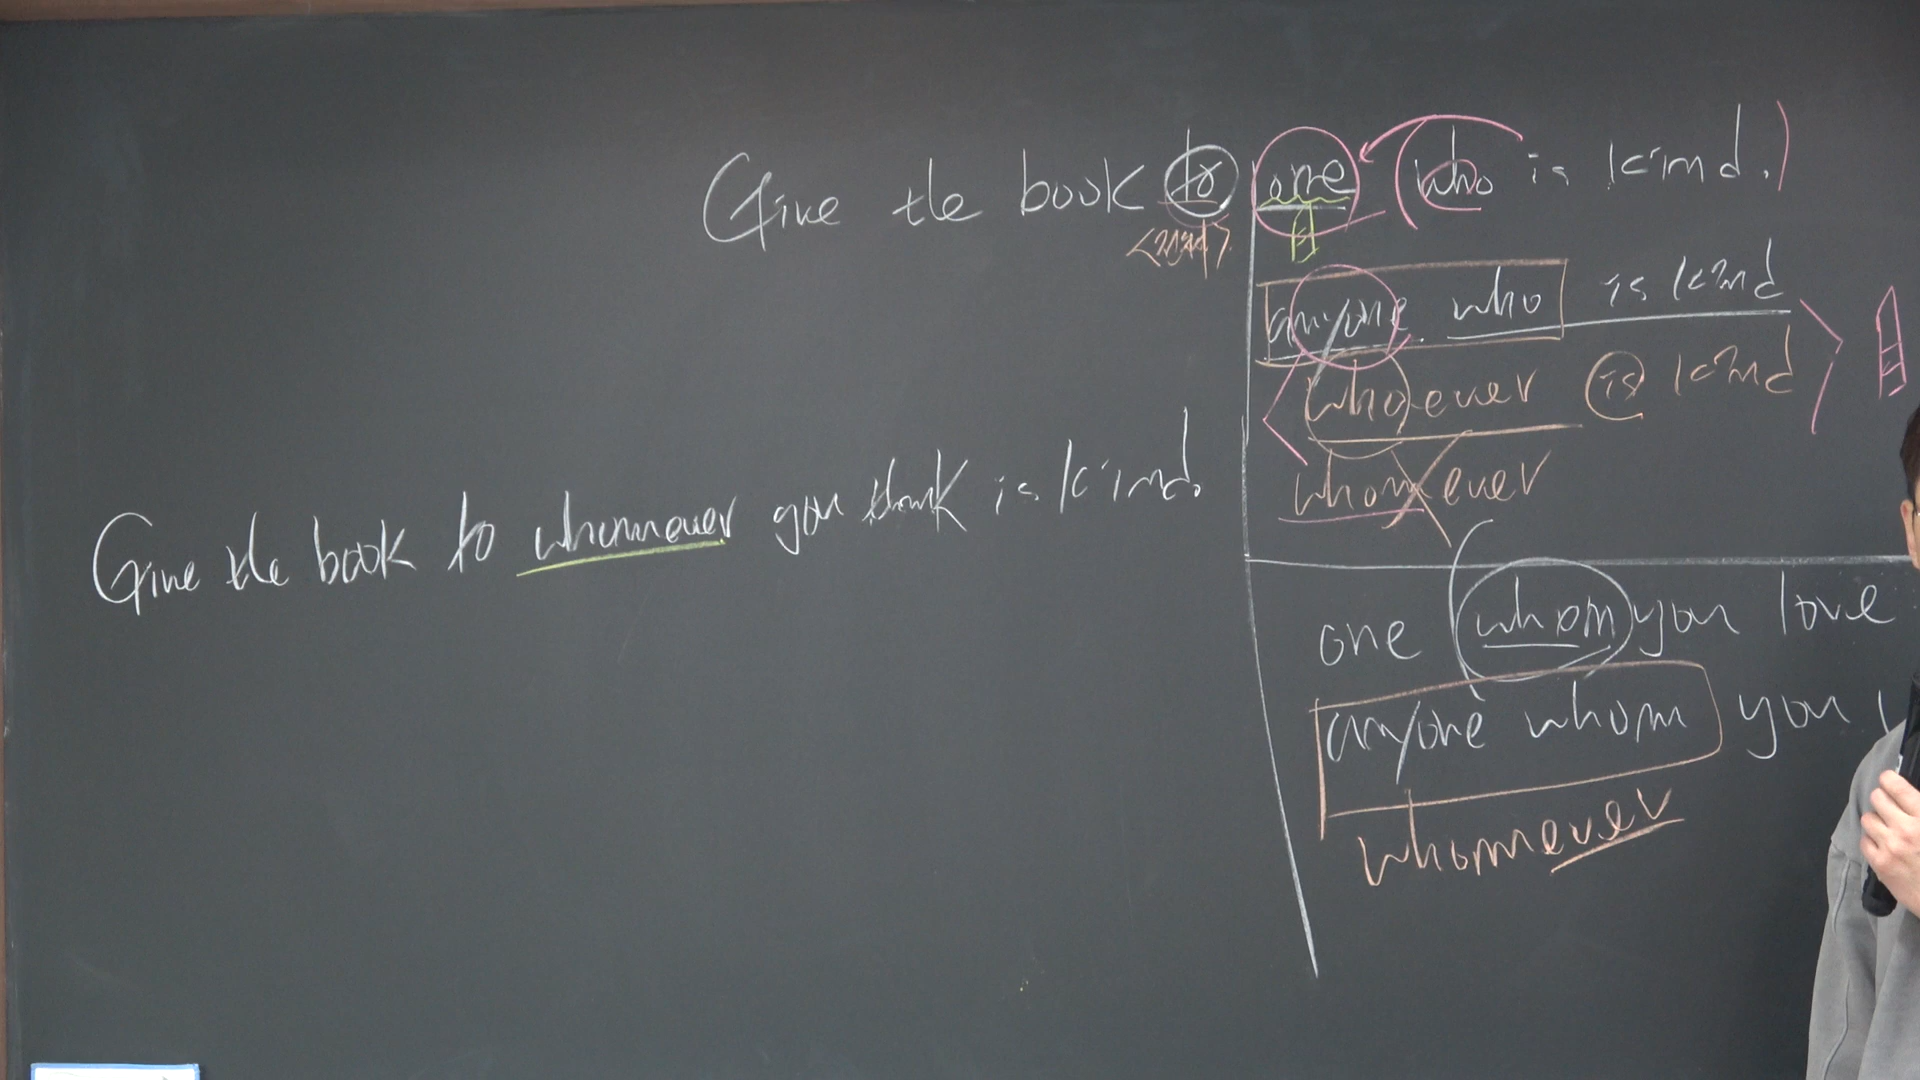 Give the book to one (who is kind.)
anyone who is kind
<whoever is kind>
whomever
Give the book to whomever you think is kind.
one (whom you love
anyone whom you
whomever